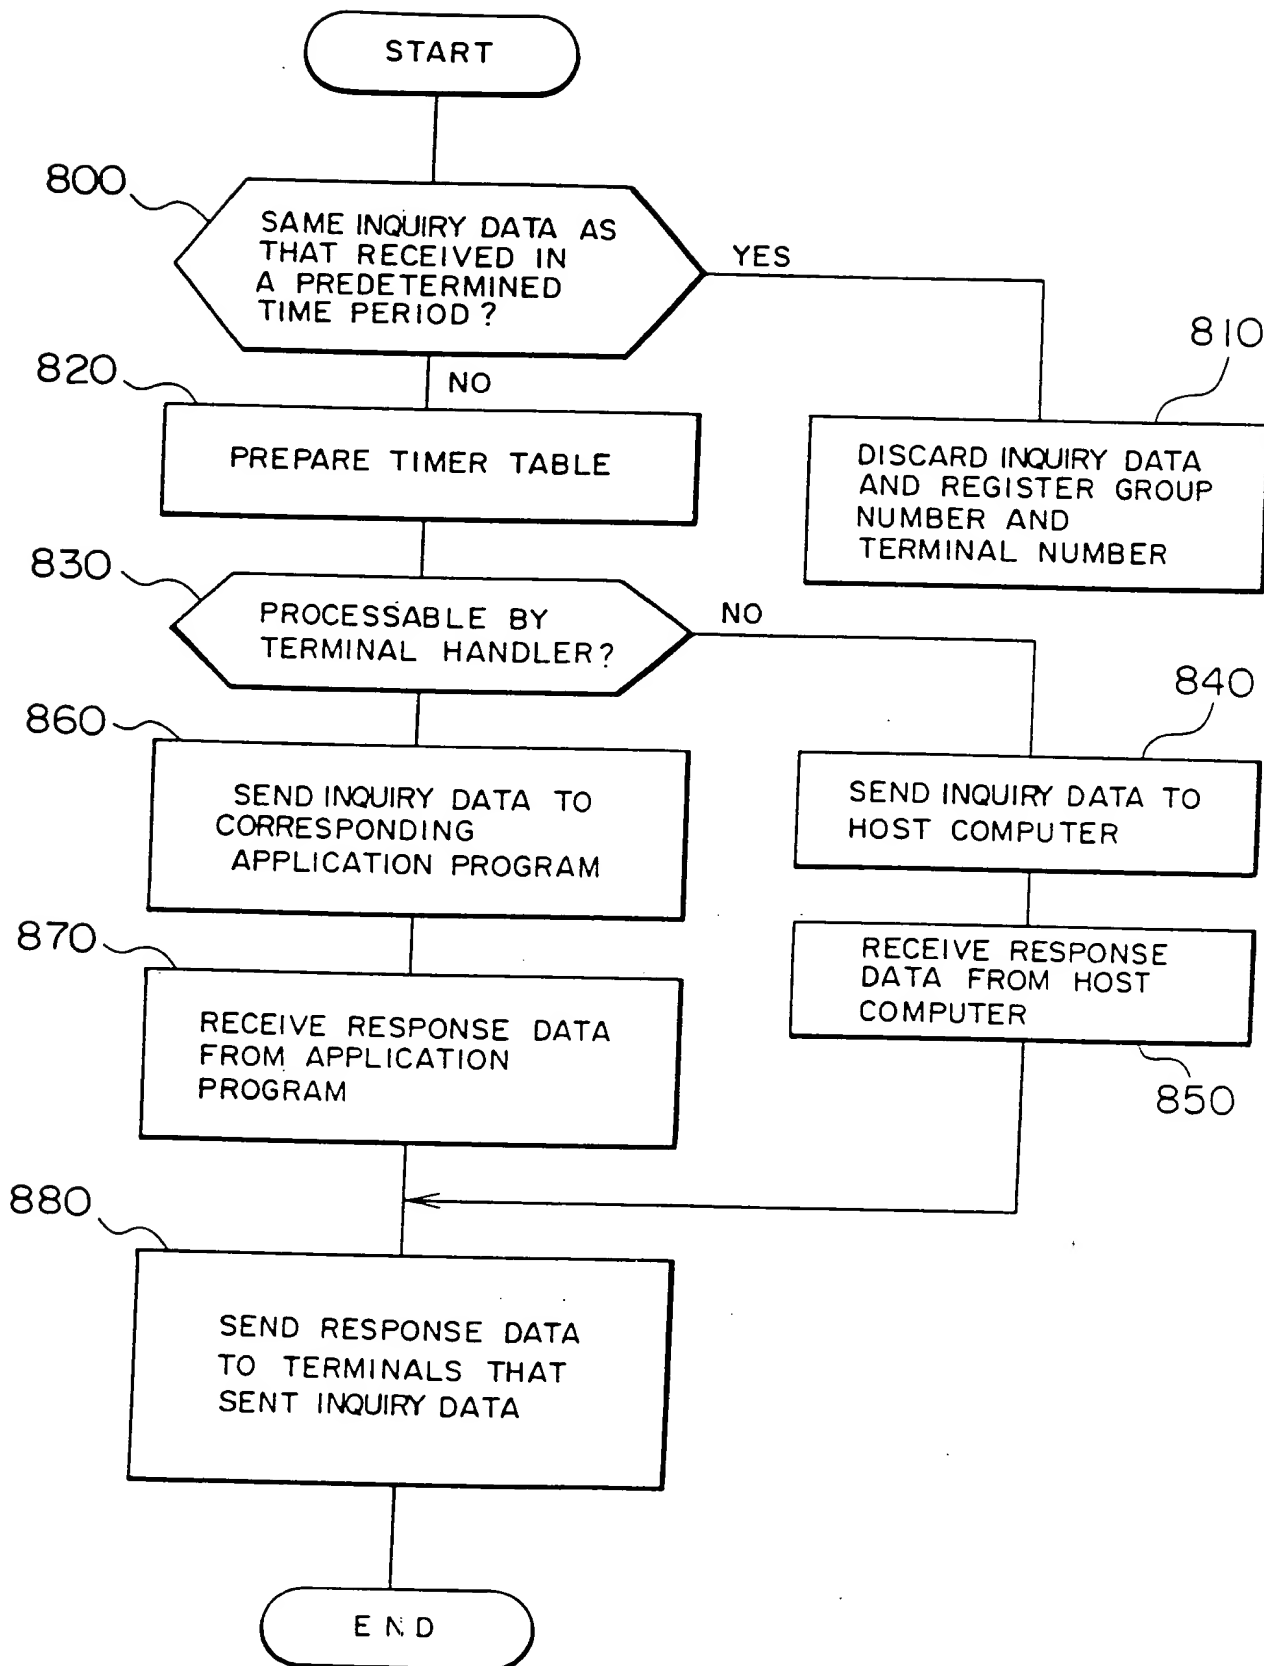 START
800
SAME INQUIRY DATA AS
THAT RECEIVED IN
A PREDETERMINED
TIME PERIOD?
YES
810
820
NO
PREPARE TIMER TABLE
DISCARD INQUIRY DATA
AND REGISTER GROUP
NUMBER AND
TERMINAL NUMBER
830
PROCESSABLE BY
TERMINAL HANDLER?
NO
840
860
SEND INQUIRY DATA TO
CORRESPONDING
APPLICATION PROGRAM
SEND INQUIRY DATA TO
HOST COMPUTER
870
RECEIVE RESPONSE
DATA FROM HOST
COMPUTER
RECEIVE RESPONSE DATA
FROM APPLICATION
PROGRAM
850
880
SEND RESPONSE DATA
TO TERMINALS THAT
SENT INQUIRY DATA
END